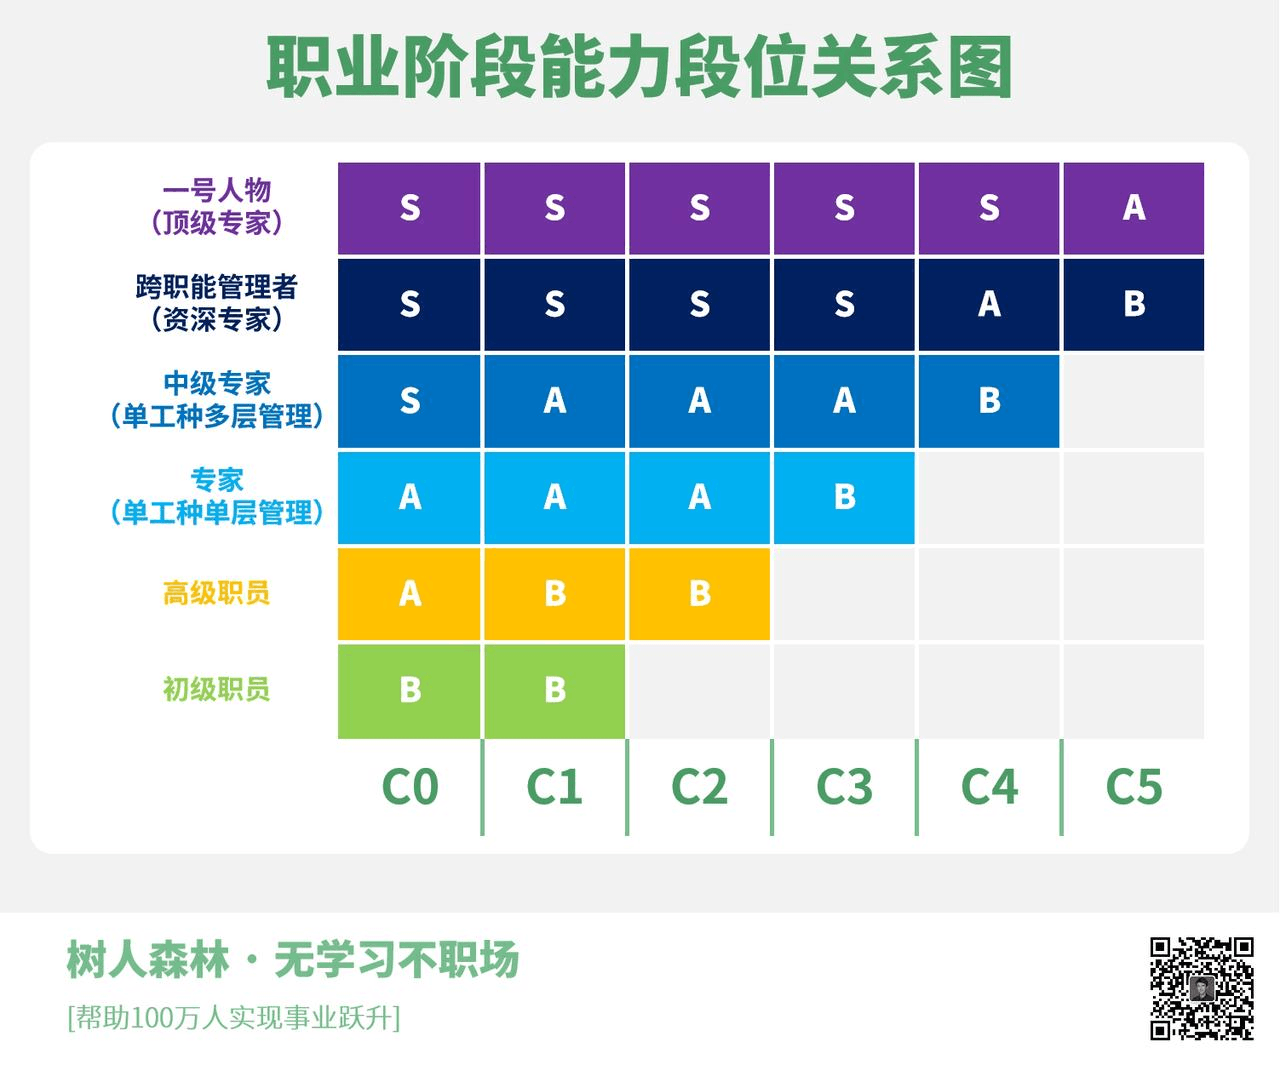 职业阶段能力段位关系图
一号人物
（顶级专家）
S S S S S A
跨职能管理者
（资深专家）
S S S S A B
中级专家
（单工种多层管理）
S A A A B
专家
（单工种单层管理）
A A A B
高级职员
A B B
初级职员
B B
C0 C1 C2 C3 C4 C5
树人森林·无学习不职场
[帮助100万人实现事业跃升]